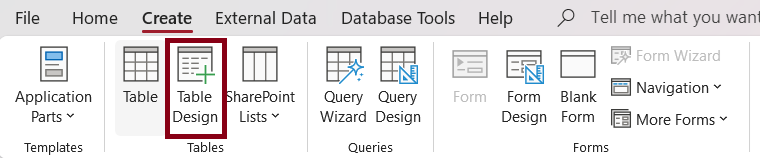 File Home Create External Data Database Tools Help Tell me what you want
Application Parts
Table
Table Design
SharePoint Lists
Query Wizard
Query Design
Form
Form Design
Blank Form
Form Wizard
Navigation
More Forms
Templates Tables Queries Forms